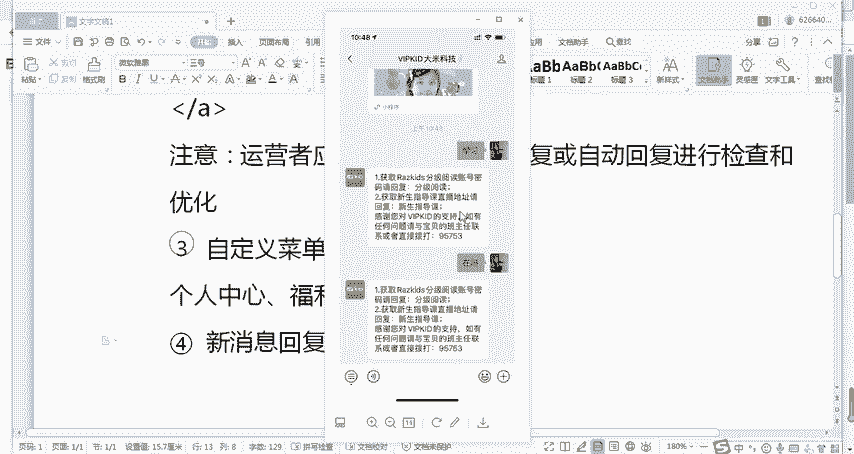 文字文稿1
626640...
文件
开始
插入
页面布局
引用
应用
文档助手
查找
分享
粘贴
剪切
复制
格式刷
微软雅黑
三号
AaBb( AaBbC
标题 1
标题 2
标题 3
新样式
文档助手
灵感图
文字工具
</a>
注意：运营者应
复或自动回复进行检查和
优化
③ 自定义菜单
个人中心、福利
④ 新消息回复
10:48
VIPKID大米科技
小程序
1.获取Razkids分级阅读账号密
码请回复：分级阅读；
2.获取新生指导课直播地址请
回复：新生指导课；
感谢您对VIPKID的支持，如有
任何问题请与宝贝的班主任联
系或者直接拨打：95753
1.获取Razkids分级阅读账号密
码请回复：分级阅读；
2.获取新生指导课直播地址请
回复：新生指导课；
感谢您对VIPKID的支持，如有
任何问题请与宝贝的班主任联
系或者直接拨打：95753
页码: 1 页面: 1/1 节: 1/1 设置值: 15.7厘米 行: 13 列: 8 字数: 129 拼写检查 文档校对 文档未保护 180%